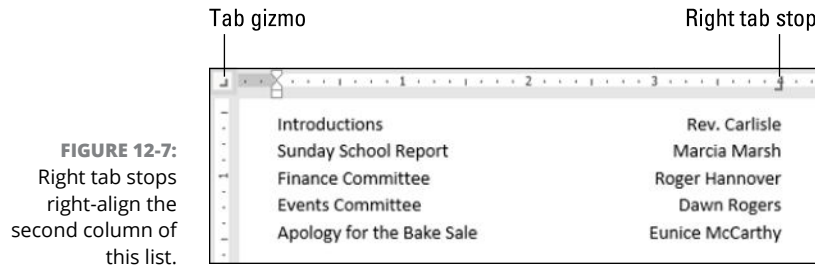 Tab gizmo Right tab stop
1 2 3 4
Introductions Rev. Carlisle
Sunday School Report Marcia Marsh
Finance Committee Roger Hannover
Events Committee Dawn Rogers
Apology for the Bake Sale Eunice McCarthy
1
FIGURE 12-7:
Right tab stops
right-align the
second column of
this list.